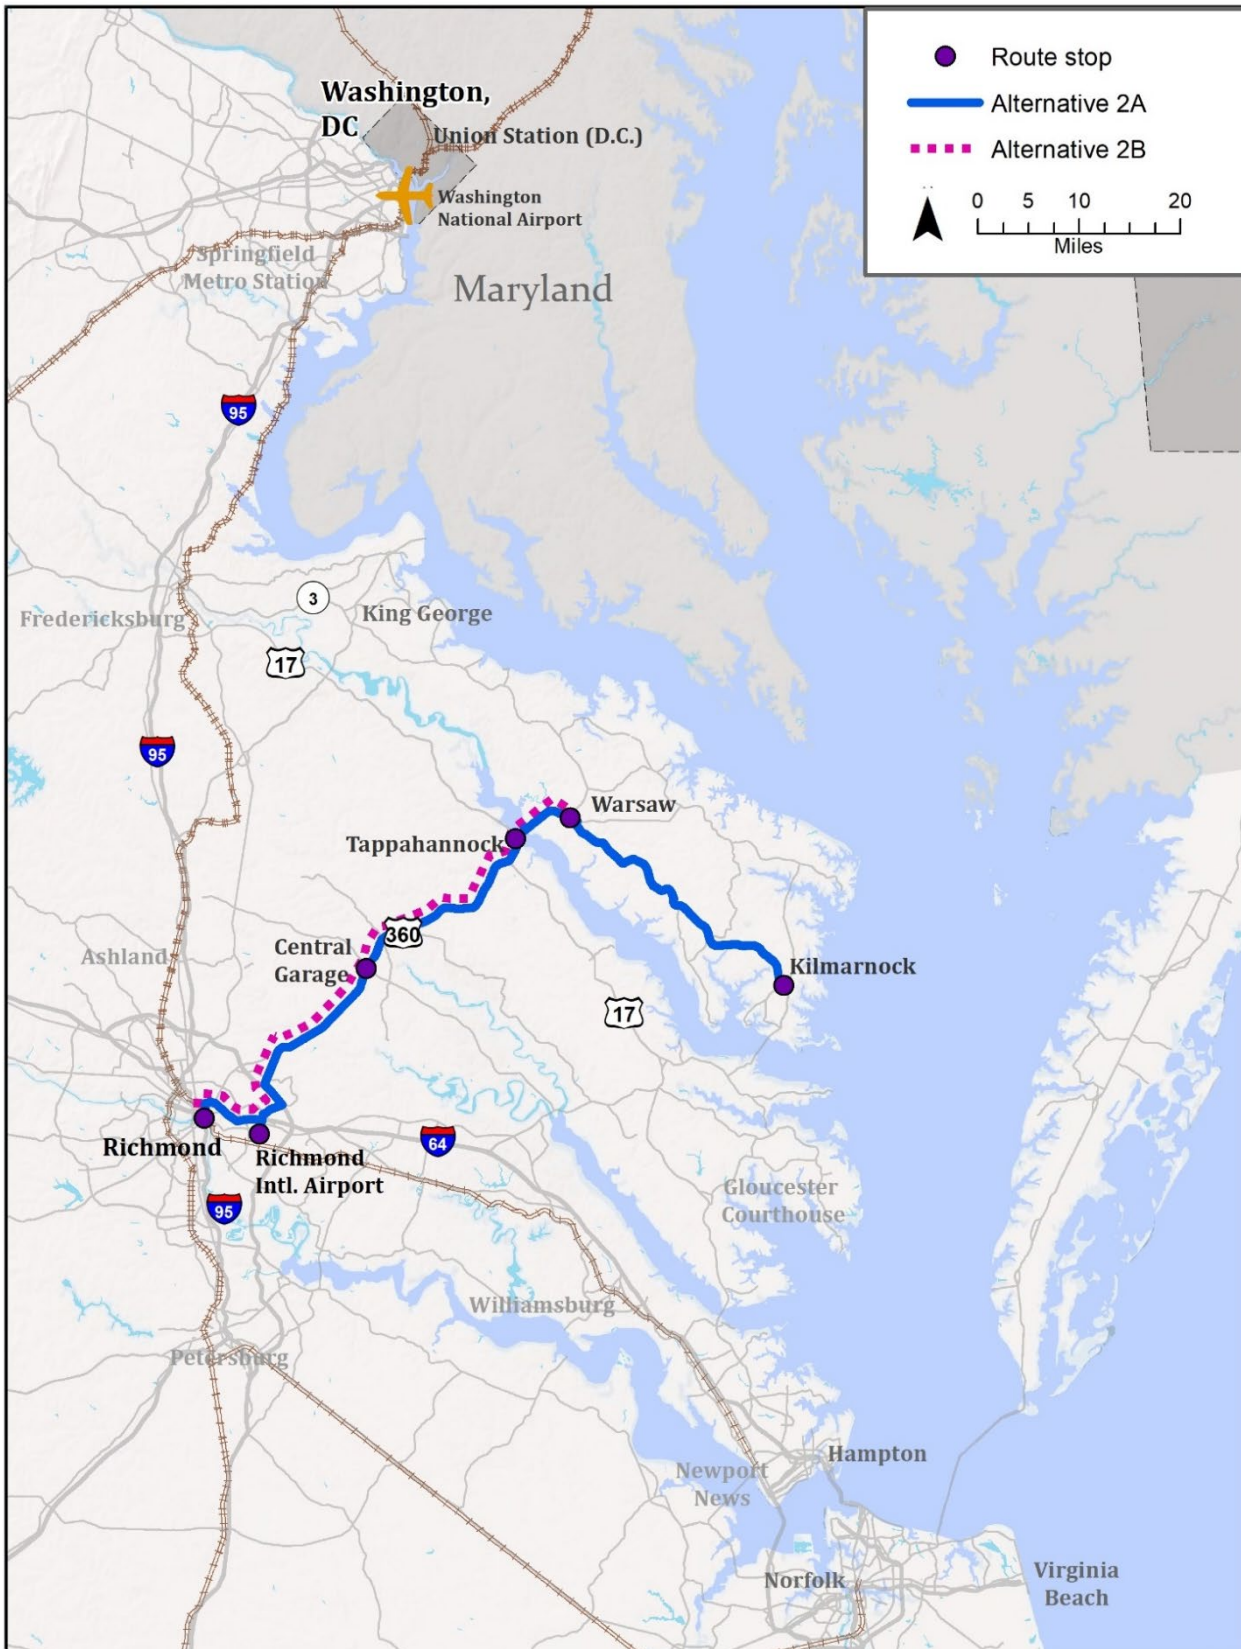 Washington,
DC
Union Station (D.C.)
Washington
National Airport
Route stop
Alternative 2A
Alternative 2B
0 5 10 20
Miles
Springfield
Metro Station
Maryland
95
3
King George
Fredericksburg
17
95
Warsaw
Tappahannock
360
Central
Garage
Ashland
Kilmarnock
17
Richmond
64
Richmond
Intl. Airport
95
Gloucester
Courthouse
Williamsburg
Petersburg
Hampton
Newport
News
Norfolk
Virginia
Beach